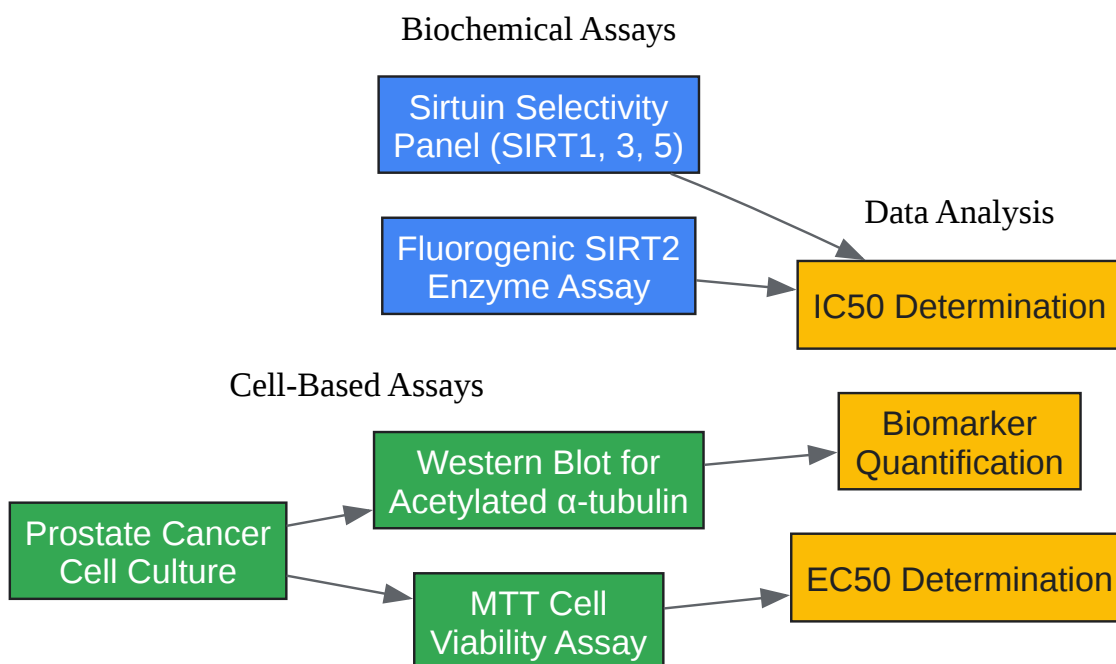 Biochemical Assays
Sirtuin Selectivity
Panel (SIRT1, 3, 5)
Data Analysis
Fluorogenic SIRT2
Enzyme Assay
IC50 Determination
Cell-Based Assays
Western Blot for
Acetylated α-tubulin
Biomarker
Quantification
Prostate Cancer
Cell Culture
MTT Cell
Viability Assay
EC50 Determination